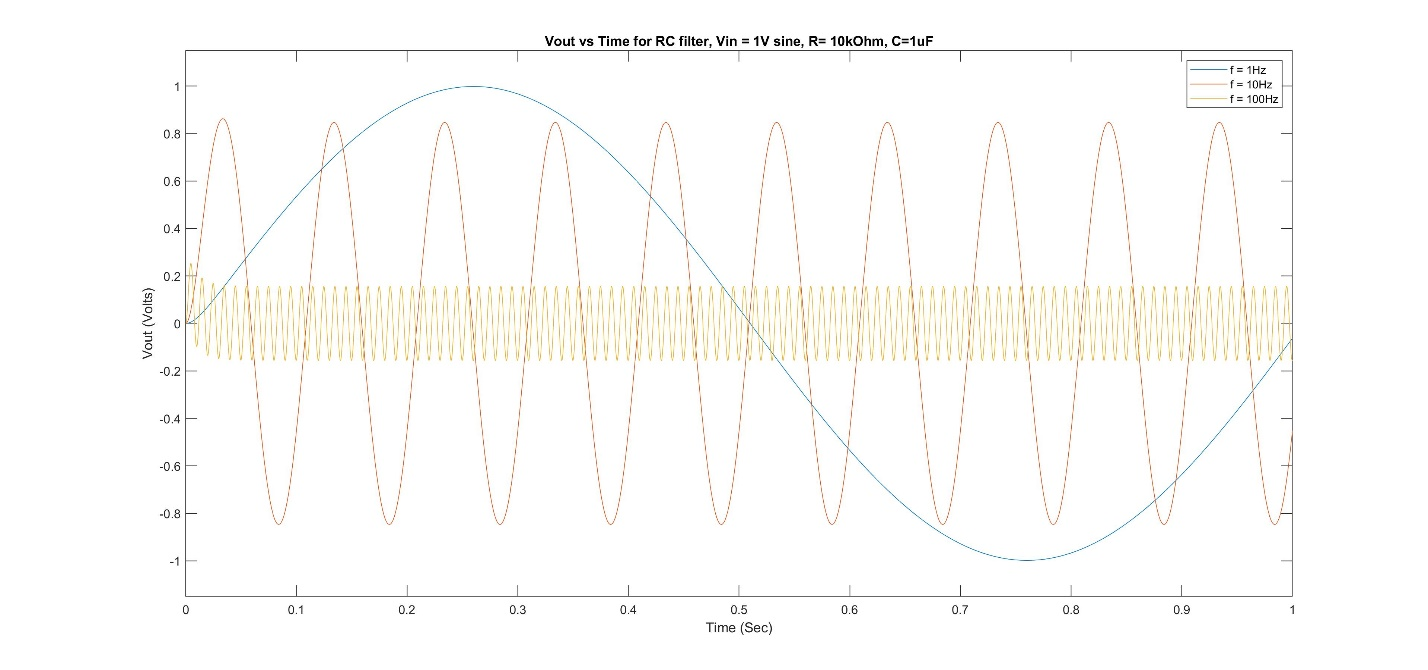 Vout vs Time for RC filter, Vin = 1V sine, R= 10kOhm, C=1uF
f = 1Hz
f = 10Hz
f = 100Hz
1
0.8
0.6
0.4
0.2
0
-0.2
-0.4
-0.6
-0.8
-1
Vout (Volts)
0 0.1 0.2 0.3 0.4 0.5 0.6 0.7 0.8 0.9 1
Time (Sec)